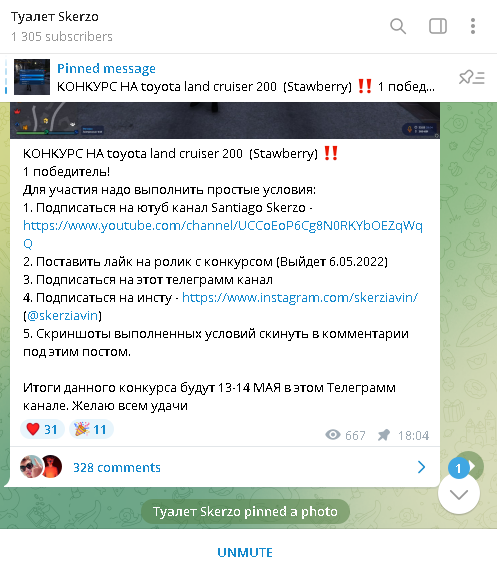 Туалет Skerzo
1 305 subscribers
Pinned message
КОНКУРС НА toyota land cruiser 200 (Stawberry) ‼️ 1 побед...
КОНКУРС НА toyota land cruiser 200 (Stawberry) ‼️
1 победитель!
Для участия надо выполнить простые условия:
1. Подписаться на ютуб канал Santiago Skerzo -
https://www.youtube.com/channel/UCCoEoP6Cg8N0RKYbOEZqWq
Q
2. Поставить лайк на ролик с конкурсом (Выйдет 6.05.2022)
3. Подписаться на этот телеграмм канал
4. Подписаться на инсту - https://www.instagram.com/skerziavin/
(@skerziavin)
5. Скриншоты выполненных условий скинуть в комментарии
под этим постом.
Итоги данного конкурса будут 13-14 МАЯ в этом Телеграмм
канале. Желаю всем удачи
❤️ 31 🎉 11
667 18:04
328 comments
1
Туалет Skerzo pinned a photo
UNMUTE